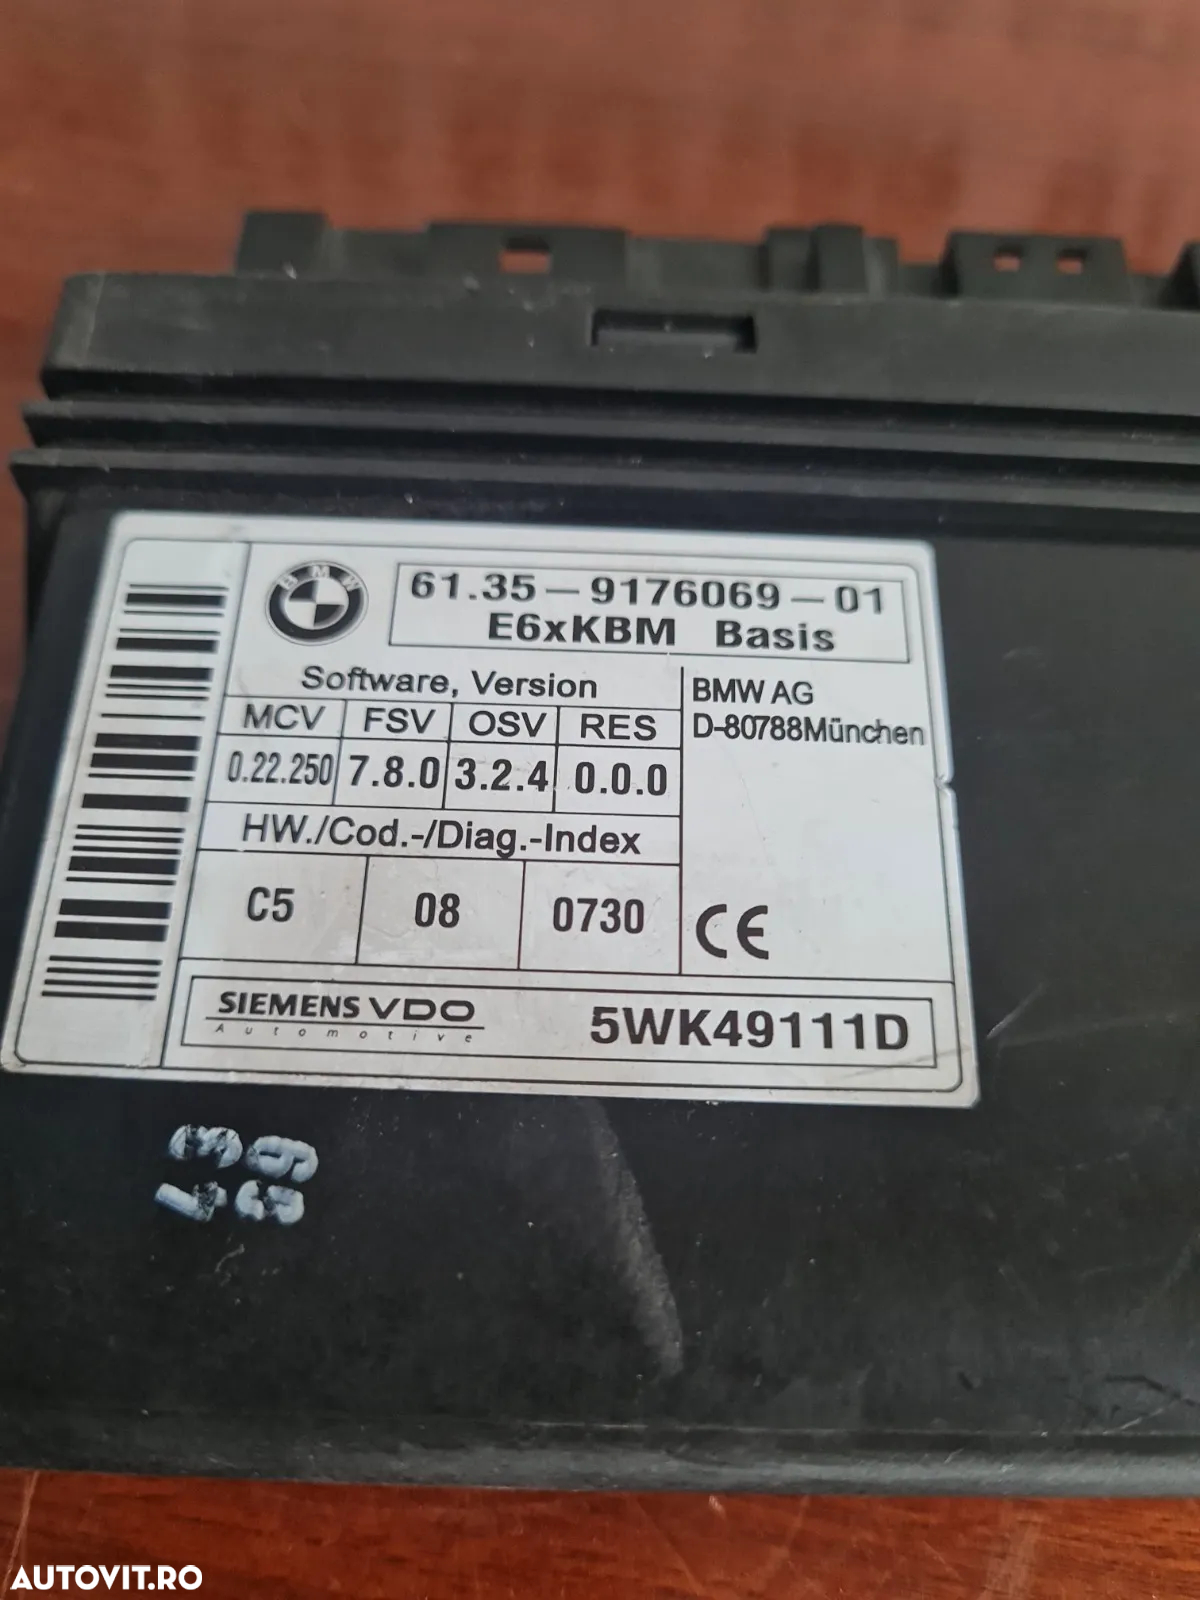 BMW
61.35-9176069-01
E6xKBM Basis
Software, Version
MCV FSV OSV RES
0.22.250 7.8.0 3.2.4 0.0.0
BMW AG
D-80788München
HW./Cod.-/Diag.-Index
C5 08 0730
CE
SIEMENS VDO
Automotive
5WK49111D
AUTOVIT.RO